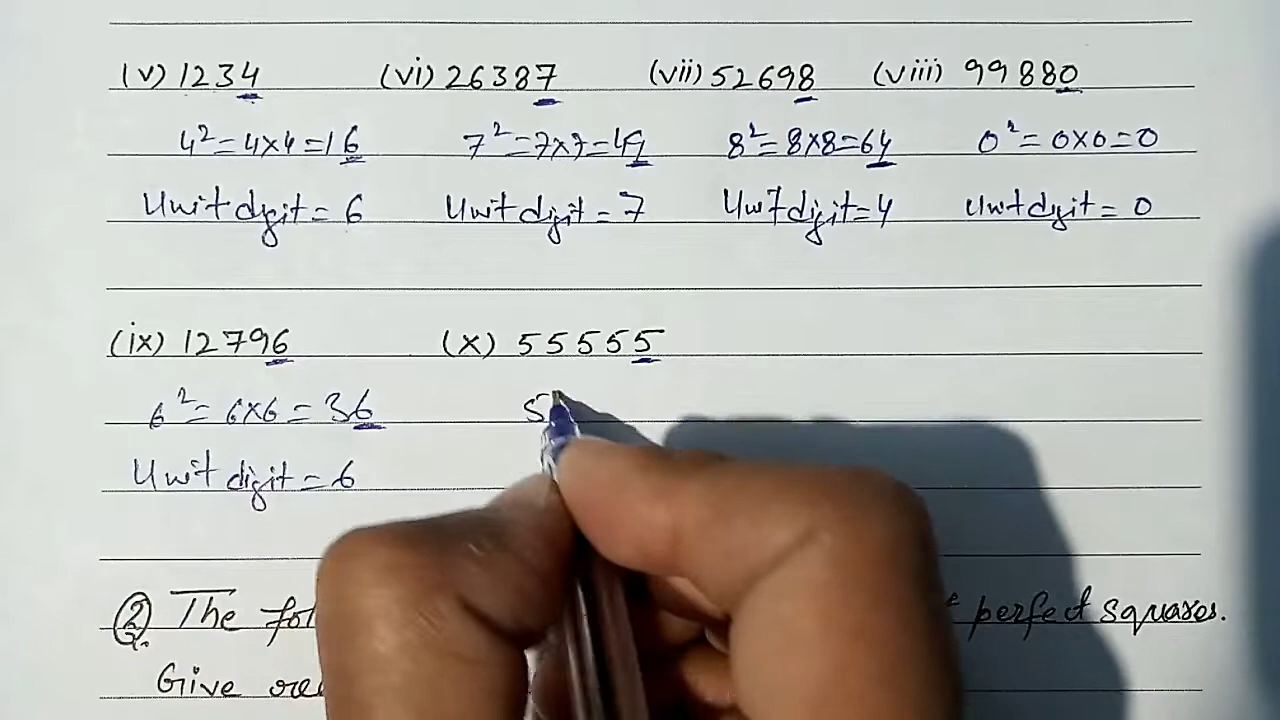 (v) 1234 (vi) 26387 (vii) 52698 (viii) 99880
4² = 4×4 = 16 7² = 7×7 = 49 8² = 8×8 = 64 0² = 0×0 = 0
Unit digit = 6 Unit digit = 7 Unit digit = 4 Unit digit = 0
(ix) 12796 (x) 55555
6² = 6×6 = 36 5
Unit digit = 6
Q2. The perfect squares.
Give